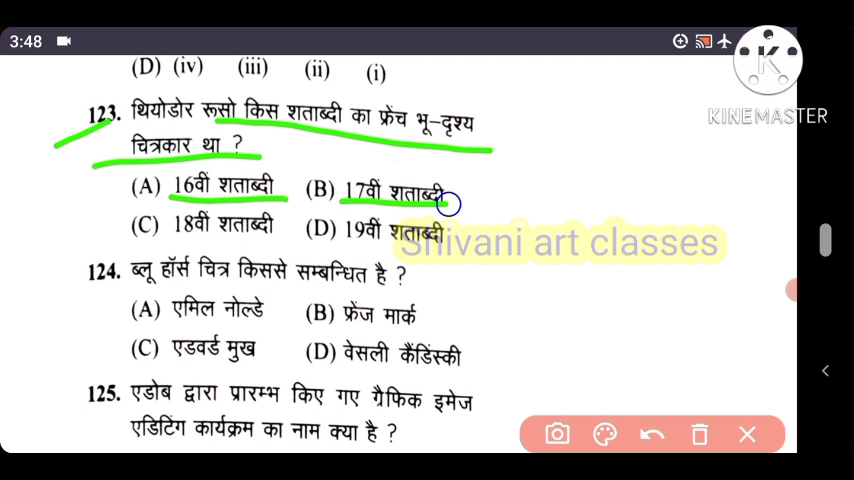 3:48
KINEMASTER
(D) (iv) (iii) (ii) (i)
123. थियोडोर रूसो किस शताब्दी का फ्रेंच भू-दृश्य
चित्रकार था ?
(A) 16वीं शताब्दी (B) 17वीं शताब्दी
(C) 18वीं शताब्दी (D) 19वीं शताब्दी
Shivani art classes
124. ब्लू हॉर्स चित्र किससे सम्बन्धित है ?
(A) एमिल नोल्डे (B) फ्रेंज मार्क
(C) एडवर्ड मुख (D) वेसली कैंडिंस्की
125. एडोब द्वारा प्रारम्भ किए गए ग्रैफिक इमेज
एडिटिंग कार्यक्रम का नाम क्या है ?